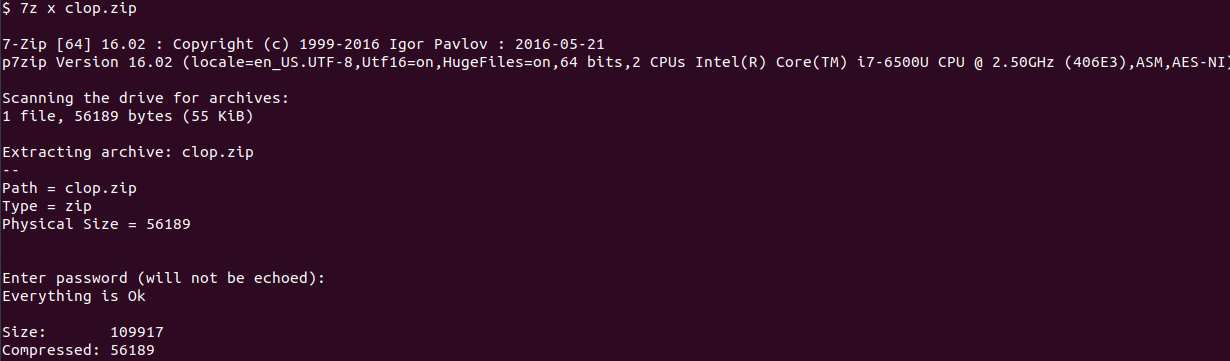 $ 7z x clop.zip
7-Zip [64] 16.02 : Copyright (c) 1999-2016 Igor Pavlov : 2016-05-21
p7zip Version 16.02 (locale=en_US.UTF-8,Utf16=on,HugeFiles=on,64 bits,2 CPUs Intel(R) Core(TM) i7-6500U CPU @ 2.50GHz (406E3),ASM,AES-NI)
Scanning the drive for archives:
1 file, 56189 bytes (55 KiB)
Extracting archive: clop.zip
--
Path = clop.zip
Type = zip
Physical Size = 56189
Enter password (will not be echoed):
Everything is Ok
Size:       109917
Compressed: 56189